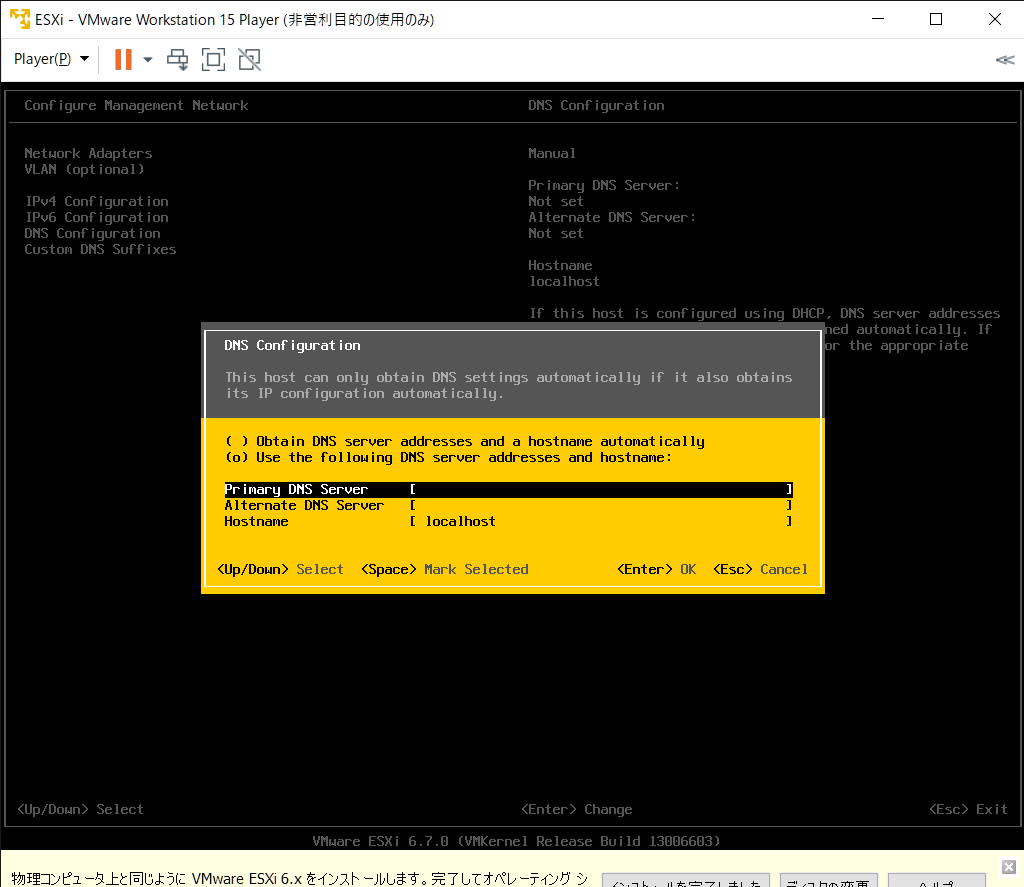 ESXi - VMware Workstation 15 Player (非営利目的の使用のみ)
Player(P)
Configure Management Network
DNS Configuration
Network Adapters
VLAN (optional)
IPv4 Configuration
IPv6 Configuration
DNS Configuration
Custom DNS Suffixes
Manual
Primary DNS Server:
Not set
Alternate DNS Server:
Not set
Hostname
localhost
If this host is configured using DHCP, DNS server addresses
ned automatically. If
or the appropriate
DNS Configuration
This host can only obtain DNS settings automatically if it also obtains
its IP configuration automatically.
( ) Obtain DNS server addresses and a hostname automatically
(o) Use the following DNS server addresses and hostname:
Primary DNS Server [ ]
Alternate DNS Server [ ]
Hostname [ localhost ]
<Up/Down> Select <Space> Mark Selected <Enter> OK <Esc> Cancel
<Up/Down> Select <Enter> Change <Esc> Exit
VMware ESXi 6.7.0 (VMKernel Release Build 13006603)
物理コンピュータ上と同じように VMware ESXi 6.x をインストールします。完了してオペレーティング シ
インストールを完了しました
ディスクの変更
ヘルプ